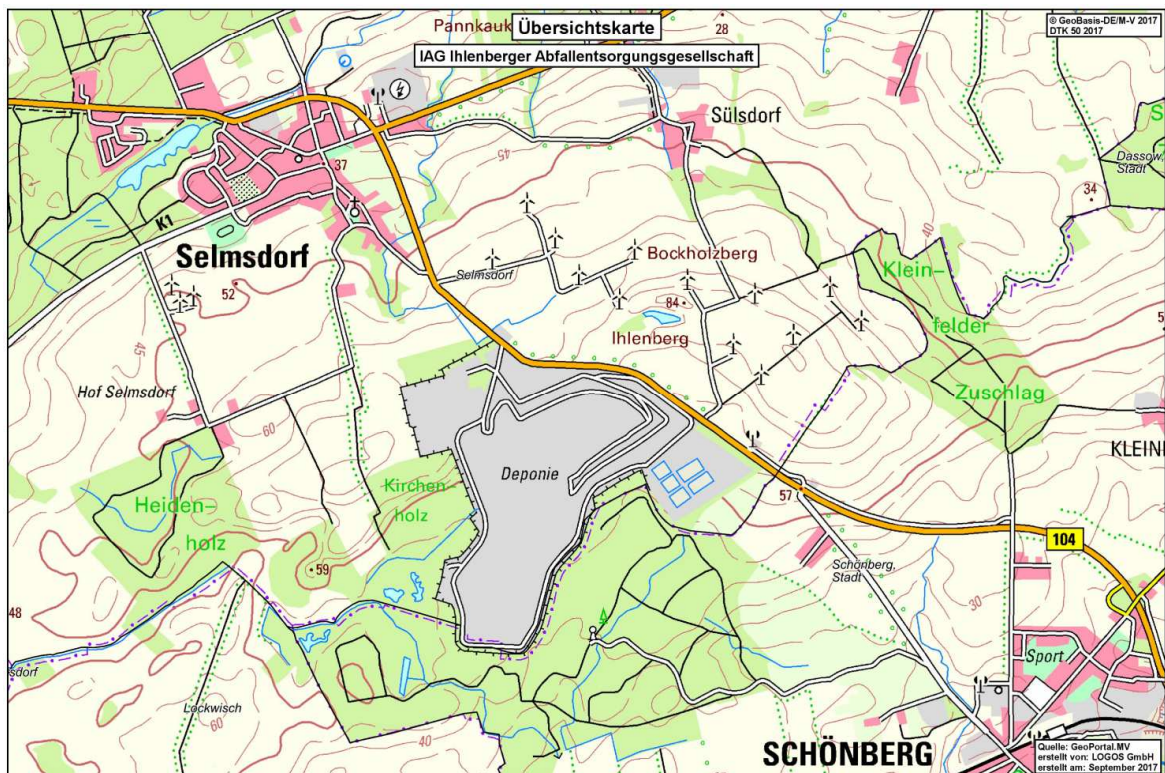 Pannkauk
Übersichtskarte
© GeoBasis-DE/M-V 2017
DTK 50 2017
28
IAG Ihlenberger Abfallentsorgungsgesellschaft
Sülsdorf
45
Dassow,
Stadt
37
34
K1
40
Selmsdorf
Selmsdorf
Bockholzberg
Klein-
52
84
felder
Ihlenberg
45
Hof Selmsdorf
Zuschlag
60
KLEIN
Deponie
Kirchen
holz
57
Heiden-
holz
104
59
Schönberg,
Stadt
48
30
Sport
sdorf
Lockwisch
60
40
SCHÖNBERG
Quelle: GeoPortal.MV
erstellt von: LOGOS GmbH
erstellt am: September 2017